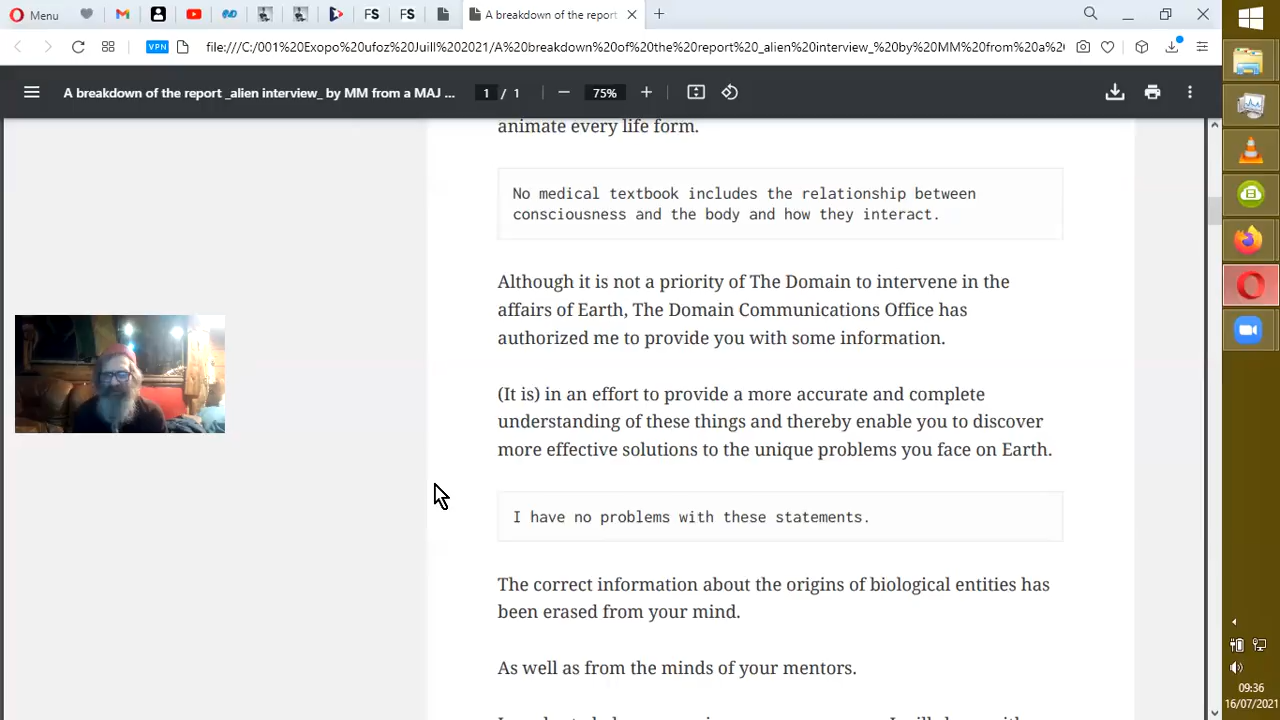 Menu
FS
FS
A breakdown of the report
VPN
file:///C:/001%20Exopo%20ufoz%20Juill%202021/A%20breakdown%20of%20the%20report%20_alien%20interview_%20by%20MM%20from%20a%2
A breakdown of the report _alien interview_ by MM from a MAJ ...
1 / 1
75%
animate every life form.
No medical textbook includes the relationship between
consciousness and the body and how they interact.
Although it is not a priority of The Domain to intervene in the
affairs of Earth, The Domain Communications Office has
authorized me to provide you with some information.
(It is) in an effort to provide a more accurate and complete
understanding of these things and thereby enable you to discover
more effective solutions to the unique problems you face on Earth.
I have no problems with these statements.
The correct information about the origins of biological entities has
been erased from your mind.
As well as from the minds of your mentors.
09:36
16/07/2021